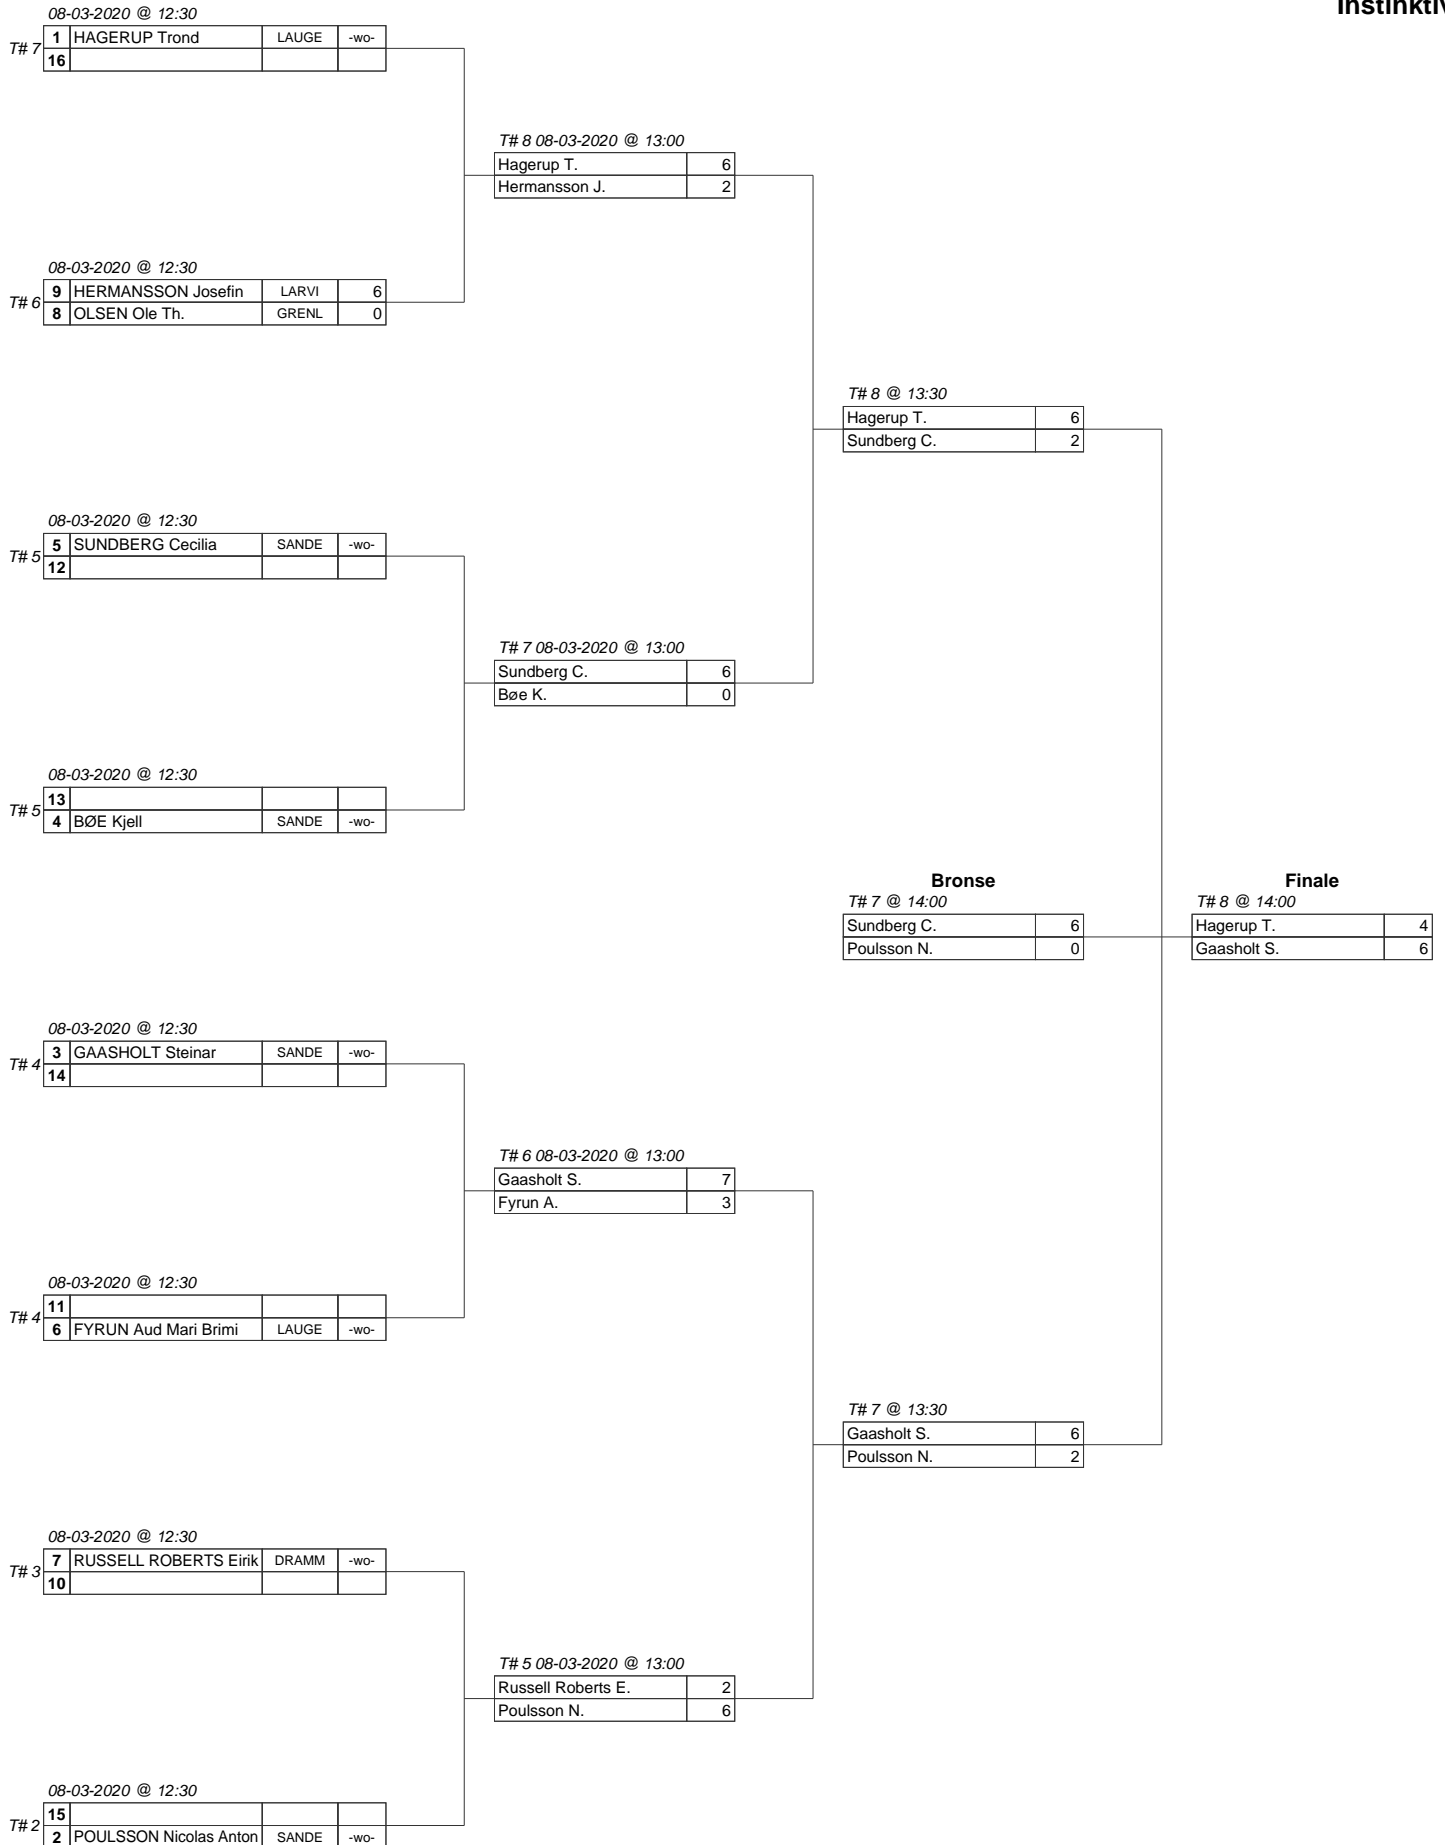 Instinktiv
08-03-2020 @ 12:30
T# 7
1 HAGERUP Trond LAUGE -wo-
16
T# 8 08-03-2020 @ 13:00
Hagerup T. 6
Hermansson J. 2
08-03-2020 @ 12:30
T# 6
9 HERMANSSON Josefin LARVI 6
8 OLSEN Ole Th. GRENL 0
T# 8 @ 13:30
Hagerup T. 6
Sundberg C. 2
08-03-2020 @ 12:30
T# 5
5 SUNDBERG Cecilia SANDE -wo-
12
T# 7 08-03-2020 @ 13:00
Sundberg C. 6
Bøe K. 0
08-03-2020 @ 12:30
T# 5
13
4 BØE Kjell SANDE -wo-
Bronse
T# 7 @ 14:00
Sundberg C. 6
Poulsson N. 0
Finale
T# 8 @ 14:00
Hagerup T. 4
Gaasholt S. 6
08-03-2020 @ 12:30
T# 4
3 GAASHOLT Steinar SANDE -wo-
14
T# 6 08-03-2020 @ 13:00
Gaasholt S. 7
Fyrun A. 3
08-03-2020 @ 12:30
T# 4
11
6 FYRUN Aud Mari Brimi LAUGE -wo-
T# 7 @ 13:30
Gaasholt S. 6
Poulsson N. 2
08-03-2020 @ 12:30
T# 3
7 RUSSELL ROBERTS Eirik DRAMM -wo-
10
T# 5 08-03-2020 @ 13:00
Russell Roberts E. 2
Poulsson N. 6
08-03-2020 @ 12:30
T# 2
15
2 POULSSON Nicolas Anton SANDE -wo-